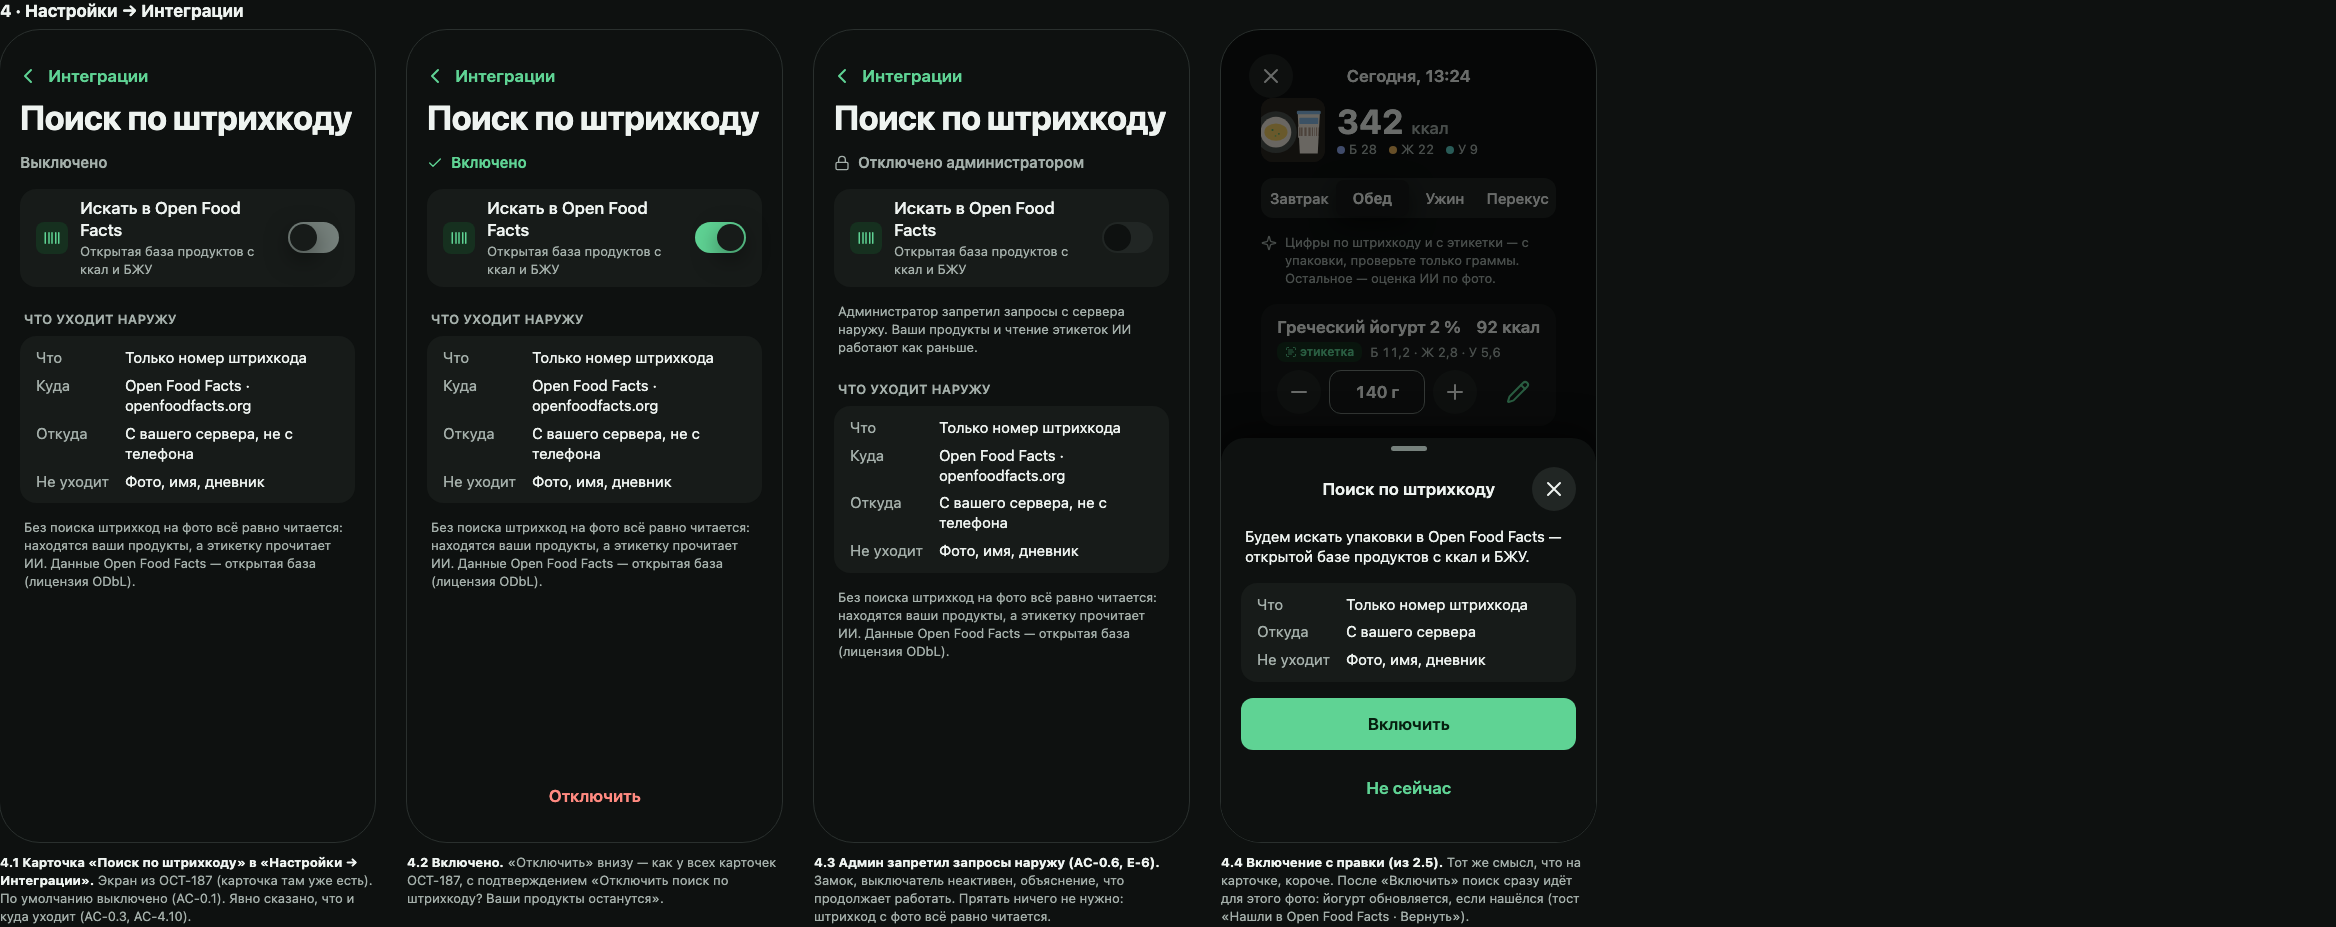 4 · Настройки → Интеграции
Интеграции
Поиск по штрихкоду
Выключено
Искать в Open Food
Facts
Открытая база продуктов с
ккал и БЖУ
ЧТО УХОДИТ НАРУЖУ
Что Только номер штрихкода
Куда Open Food Facts ·
openfoodfacts.org
Откуда С вашего сервера, не с
телефона
Не уходит Фото, имя, дневник
Без поиска штрихкод на фото всё равно читается:
находятся ваши продукты, а этикетку прочитает
ИИ. Данные Open Food Facts — открытая база
(лицензия ODbL).
4.1 Карточка «Поиск по штрихкоду» в «Настройки →
Интеграции». Экран из ОСТ-187 (карточка там уже есть).
По умолчанию выключено (AC-0.1). Явно сказано, что и
куда уходит (AC-0.3, AC-4.10).
Интеграции
Поиск по штрихкоду
Включено
Искать в Open Food
Facts
Открытая база продуктов с
ккал и БЖУ
ЧТО УХОДИТ НАРУЖУ
Что Только номер штрихкода
Куда Open Food Facts ·
openfoodfacts.org
Откуда С вашего сервера, не с
телефона
Не уходит Фото, имя, дневник
Без поиска штрихкод на фото всё равно читается:
находятся ваши продукты, а этикетку прочитает
ИИ. Данные Open Food Facts — открытая база
(лицензия ODbL).
Отключить
4.2 Включено. «Отключить» внизу — как у всех карточек
ОСТ-187, с подтверждением «Отключить поиск по
штрихкоду? Ваши продукты останутся».
Интеграции
Поиск по штрихкоду
Отключено администратором
Искать в Open Food
Facts
Открытая база продуктов с
ккал и БЖУ
Администратор запретил запросы с сервера
наружу. Ваши продукты и чтение этикеток ИИ
работают как раньше.
ЧТО УХОДИТ НАРУЖУ
Что Только номер штрихкода
Куда Open Food Facts ·
openfoodfacts.org
Откуда С вашего сервера, не с
телефона
Не уходит Фото, имя, дневник
Без поиска штрихкод на фото всё равно читается:
находятся ваши продукты, а этикетку прочитает
ИИ. Данные Open Food Facts — открытая база
(лицензия ODbL).
4.3 Админ запретил запросы наружу (AC-0.6, E-6).
Замок, выключатель неактивен, объяснение, что
продолжает работать. Прятать ничего не нужно:
штрихкод с фото всё равно читается.
Сегодня, 13:24
342 ккал
Б 28 Ж 22 У 9
Завтрак Обед Ужин Перекус
Цифры по штрихкоду и с этикетки — с
упаковки, проверьте только граммы.
Остальное — оценка ИИ по фото.
Греческий йогурт 2 % 92 ккал
этикетка Б 11,2 · Ж 2,8 · У 5,6
140 г
Поиск по штрихкоду
Будем искать упаковки в Open Food Facts —
открытой базе продуктов с ккал и БЖУ.
Что Только номер штрихкода
Откуда С вашего сервера
Не уходит Фото, имя, дневник
Включить
Не сейчас
4.4 Включение с правки (из 2.5). Тот же смысл, что на
карточке, короче. После «Включить» поиск сразу идёт
для этого фото: йогурт обновляется, если нашёлся (тост
«Нашли в Open Food Facts · Вернуть»).